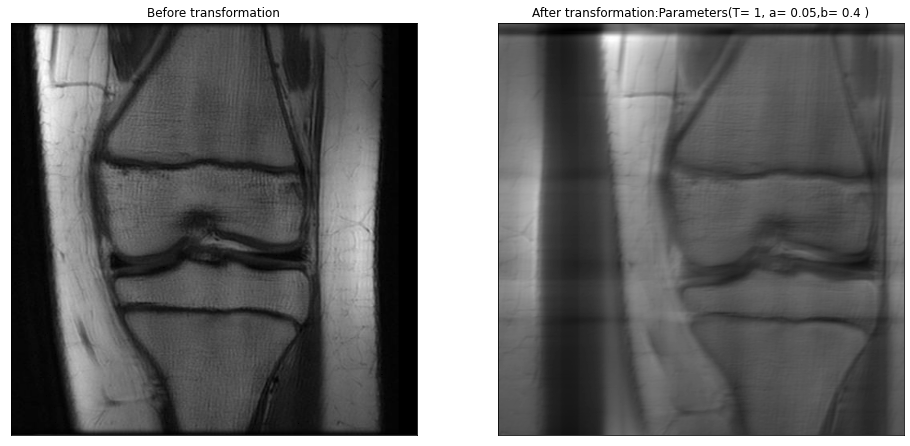 Before transformation
After transformation:Parameters(T= 1, a= 0.05,b= 0.4 )